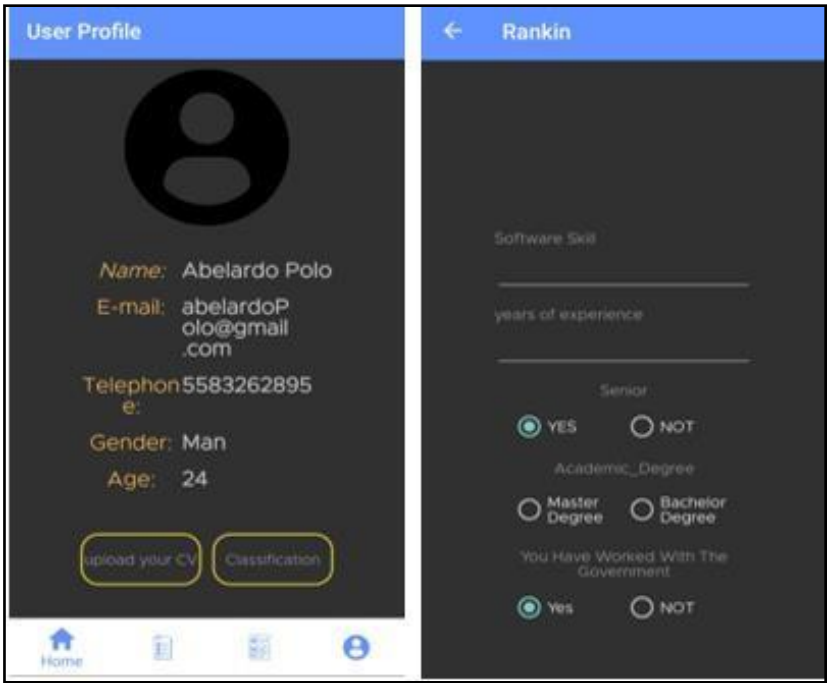 User Profile
Name: Abelardo Polo
E-mail: abelardoP
olo@gmail
.com
Telephon 5583262895
e:
Gender: Man
Age: 24
upload your CV
Classification
Home
Rankin
Software Skill
years of experience
Senior
YES NOT
Academic_Degree
Master Bachelor
Degree Degree
You Have Worked With The
Government
Yes NOT